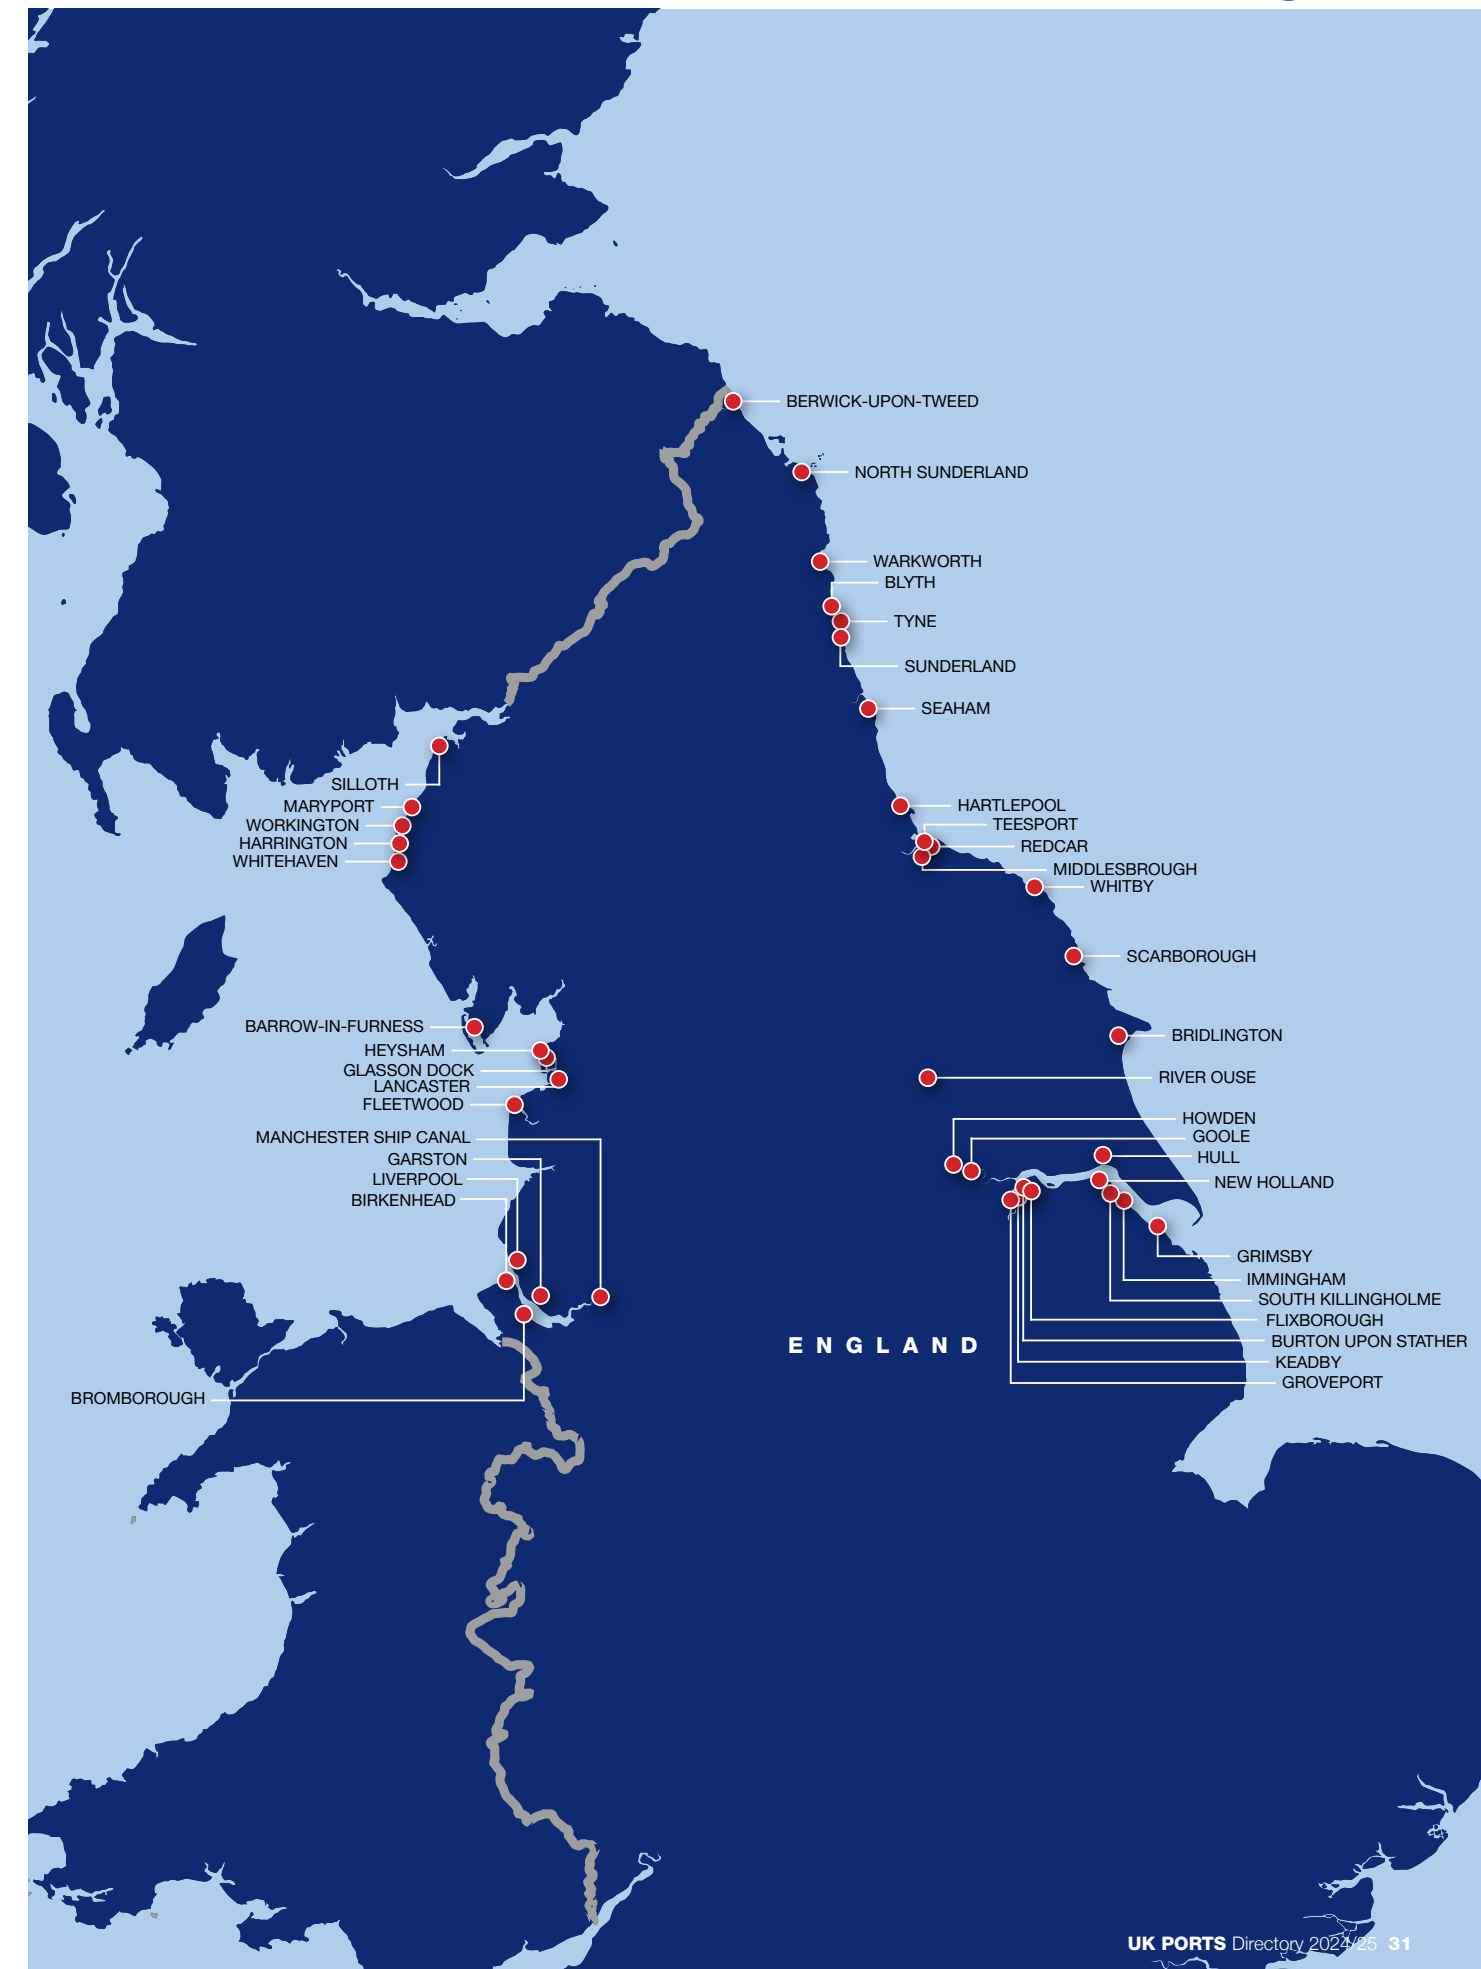 BERWICK-UPON-TWEED
NORTH SUNDERLAND
WARKWORTH
BLYTH
TYNE
SUNDERLAND
SEAHAM
SILLOTH
MARYPORT
WORKINGTON
HARRINGTON
WHITEHAVEN
HARTLEPOOL
TEESPORT
REDCAR
MIDDLESBROUGH
WHITBY
SCARBOROUGH
BARROW-IN-FURNESS
HEYSHAM
GLASSON DOCK
LANCASTER
FLEETWOOD
BRIDLINGTON
RIVER OUSE
MANCHESTER SHIP CANAL
GARSTON
LIVERPOOL
BIRKENHEAD
HOWDEN
GOOLE
HULL
NEW HOLLAND
GRIMSBY
IMMINGHAM
SOUTH KILLINGHOLME
FLIXBOROUGH
BURTON UPON STATHER
KEADBY
GROVEPORT
ENGLAND
BROMBOROUGH
UK PORTS Directory 2024/25 31